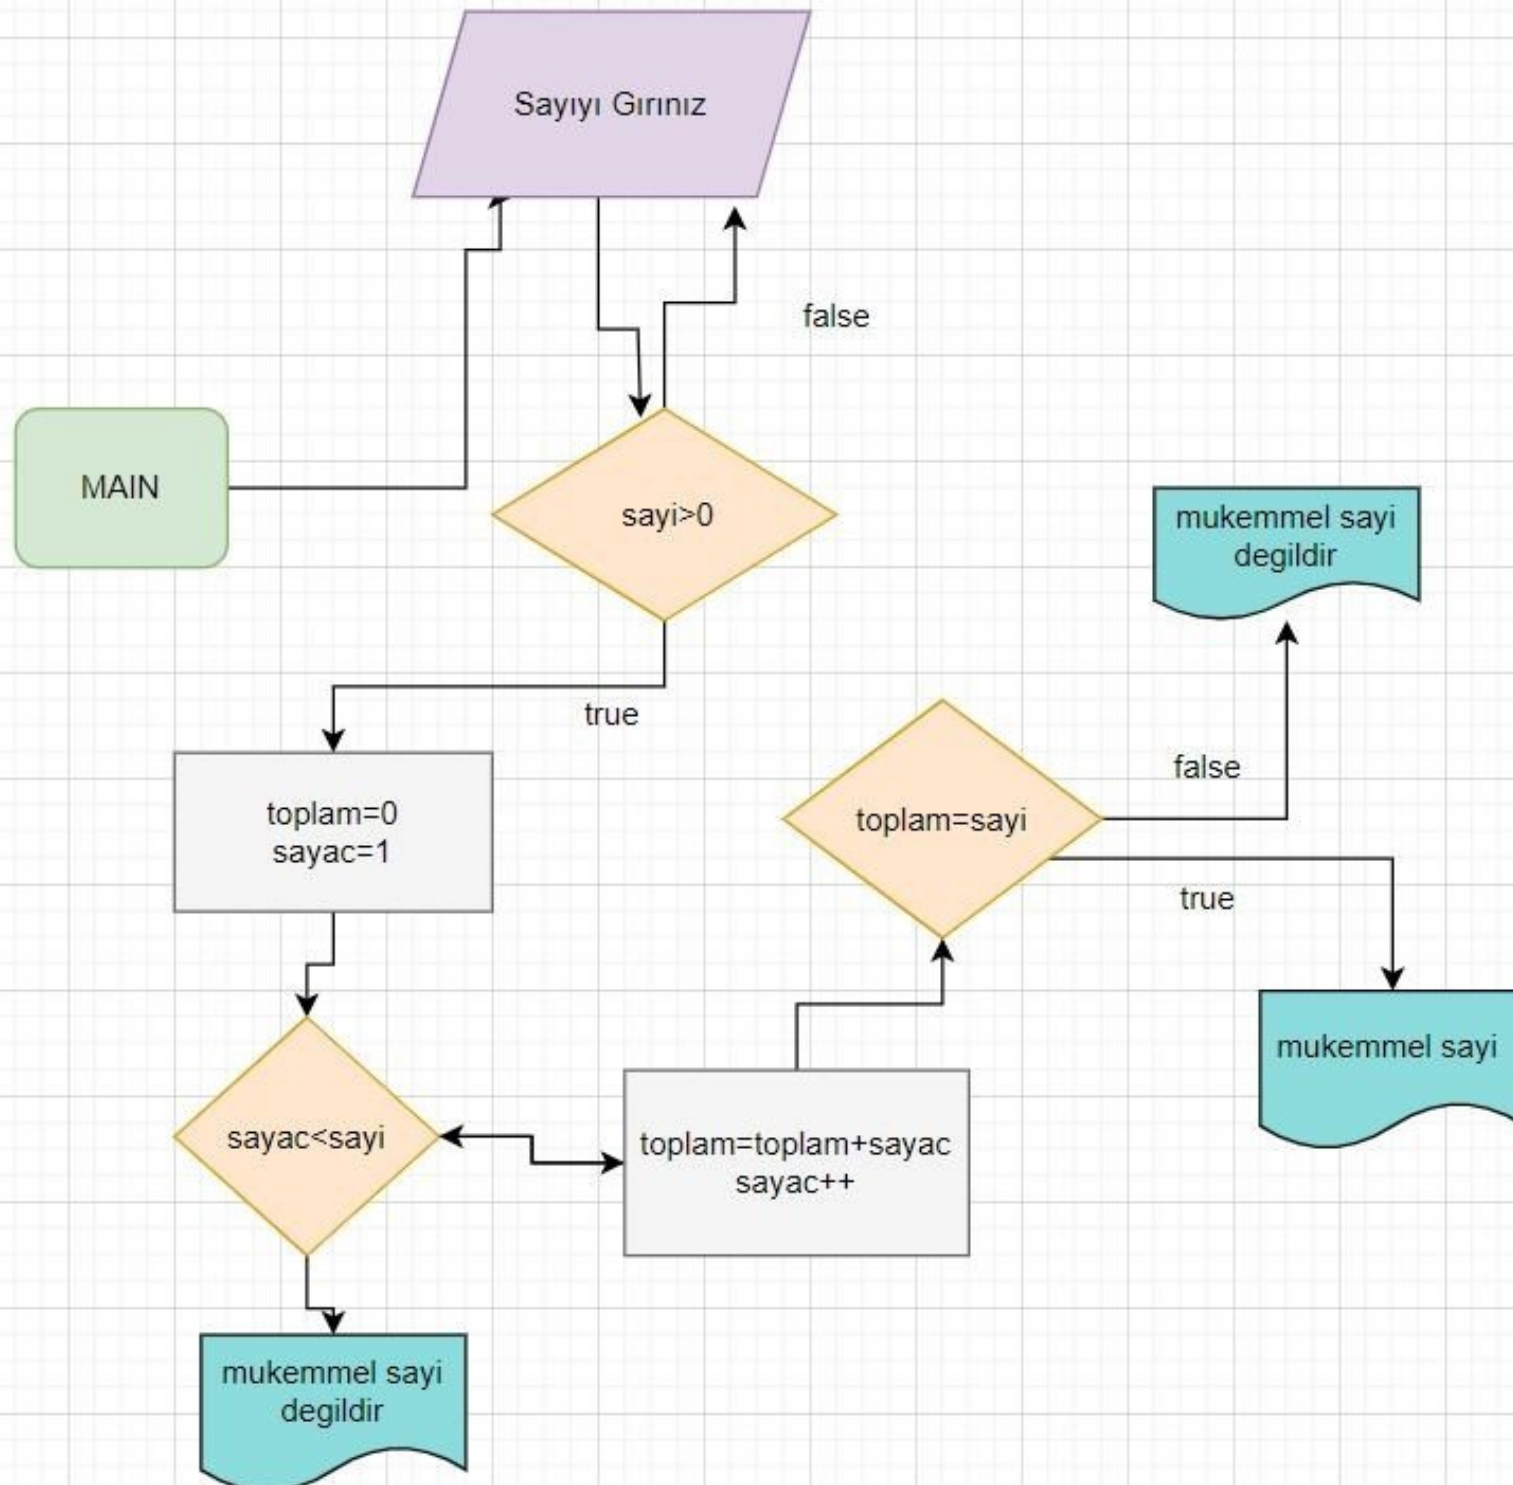 Sayıyı Gırınız
false
MAIN
sayi>0
mukemmel sayi
degildir
true
toplam=0
sayac=1
toplam=sayi
false
true
mukemmel sayi
sayac<sayi
toplam=toplam+sayac
sayac++
mukemmel sayi
degildir